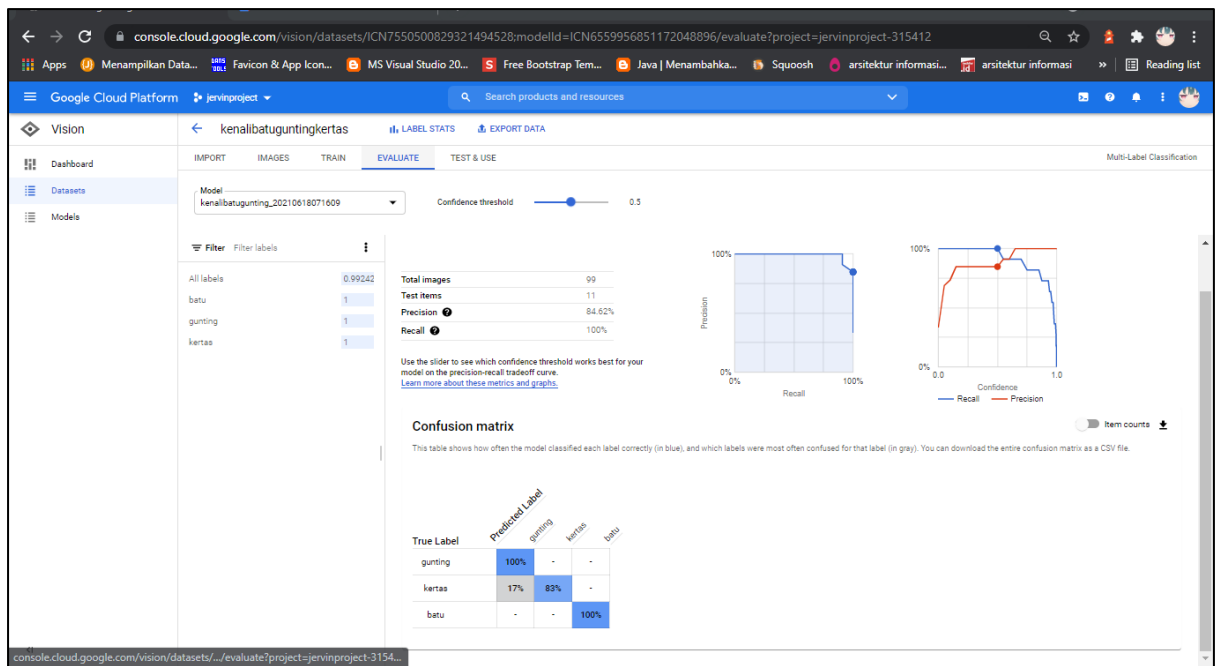 console.cloud.google.com/vision/datasets/ICN7550500829321494528;modelId=ICN6559956851172048896/evaluate?project=jervinproject-315412
Apps Menampilkan Data... Favicon & App Icon... MS Visual Studio 20... Free Bootstrap Tem... Java | Menambahka... Squoosh arsitektur informasi... arsitektur informasi » Reading list
Google Cloud Platform jervinproject Search products and resources
Vision kenalibatuguntingkertas LABEL STATS EXPORT DATA
Dashboard IMPORT IMAGES TRAIN EVALUATE TEST & USE Multi-Label Classification
Datasets
Models
Model
kenalibatugunting_20210618071609 Confidence threshold 0.5
Filter Filter labels
All labels 0.99242
batu 1
gunting 1
kertas 1
Total images 99
Test items 11
Precision 84.62%
Recall 100%
Use the slider to see which confidence threshold works best for your
model on the precision-recall tradeoff curve.
Learn more about these metrics and graphs.
100%
Precision
0%
0% 100%
Recall
100%
0%
0.0 1.0
Confidence
Recall Precision
Confusion matrix Item counts
This table shows how often the model classified each label correctly (in blue), and which labels were most often confused for that label (in gray). You can download the entire confusion matrix as a CSV file.
True Label Predicted Label gunting kertas batu
gunting 100% - -
kertas 17% 83% -
batu - - 100%
console.cloud.google.com/vision/datasets/.../evaluate?project=jervinproject-3154...